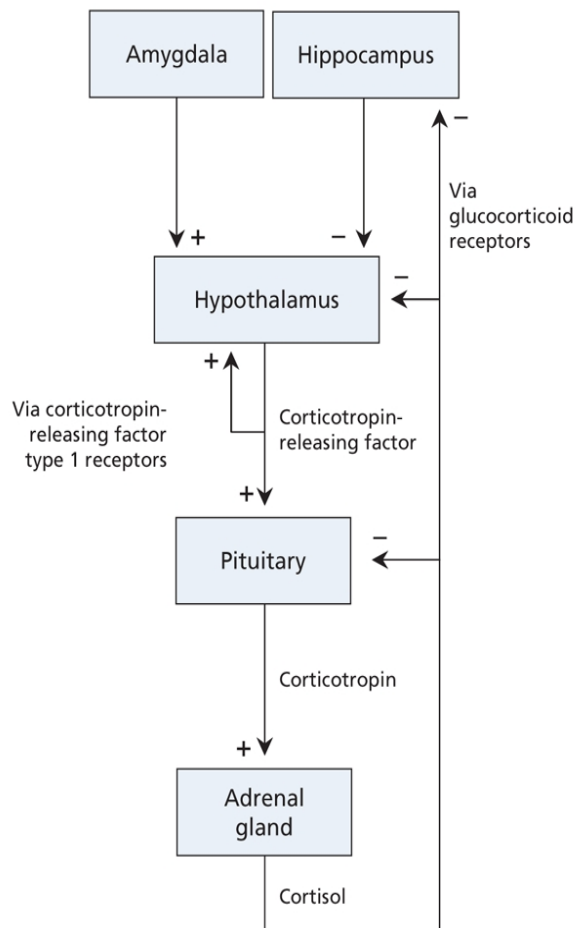 Amygdala
Hippocampus
–
Via
glucocorticoid
receptors
+
–
–
Hypothalamus
+
Via corticotropin-
releasing factor
type 1 receptors
Corticotropin-
releasing factor
+
–
Pituitary
Corticotropin
+
Adrenal
gland
Cortisol